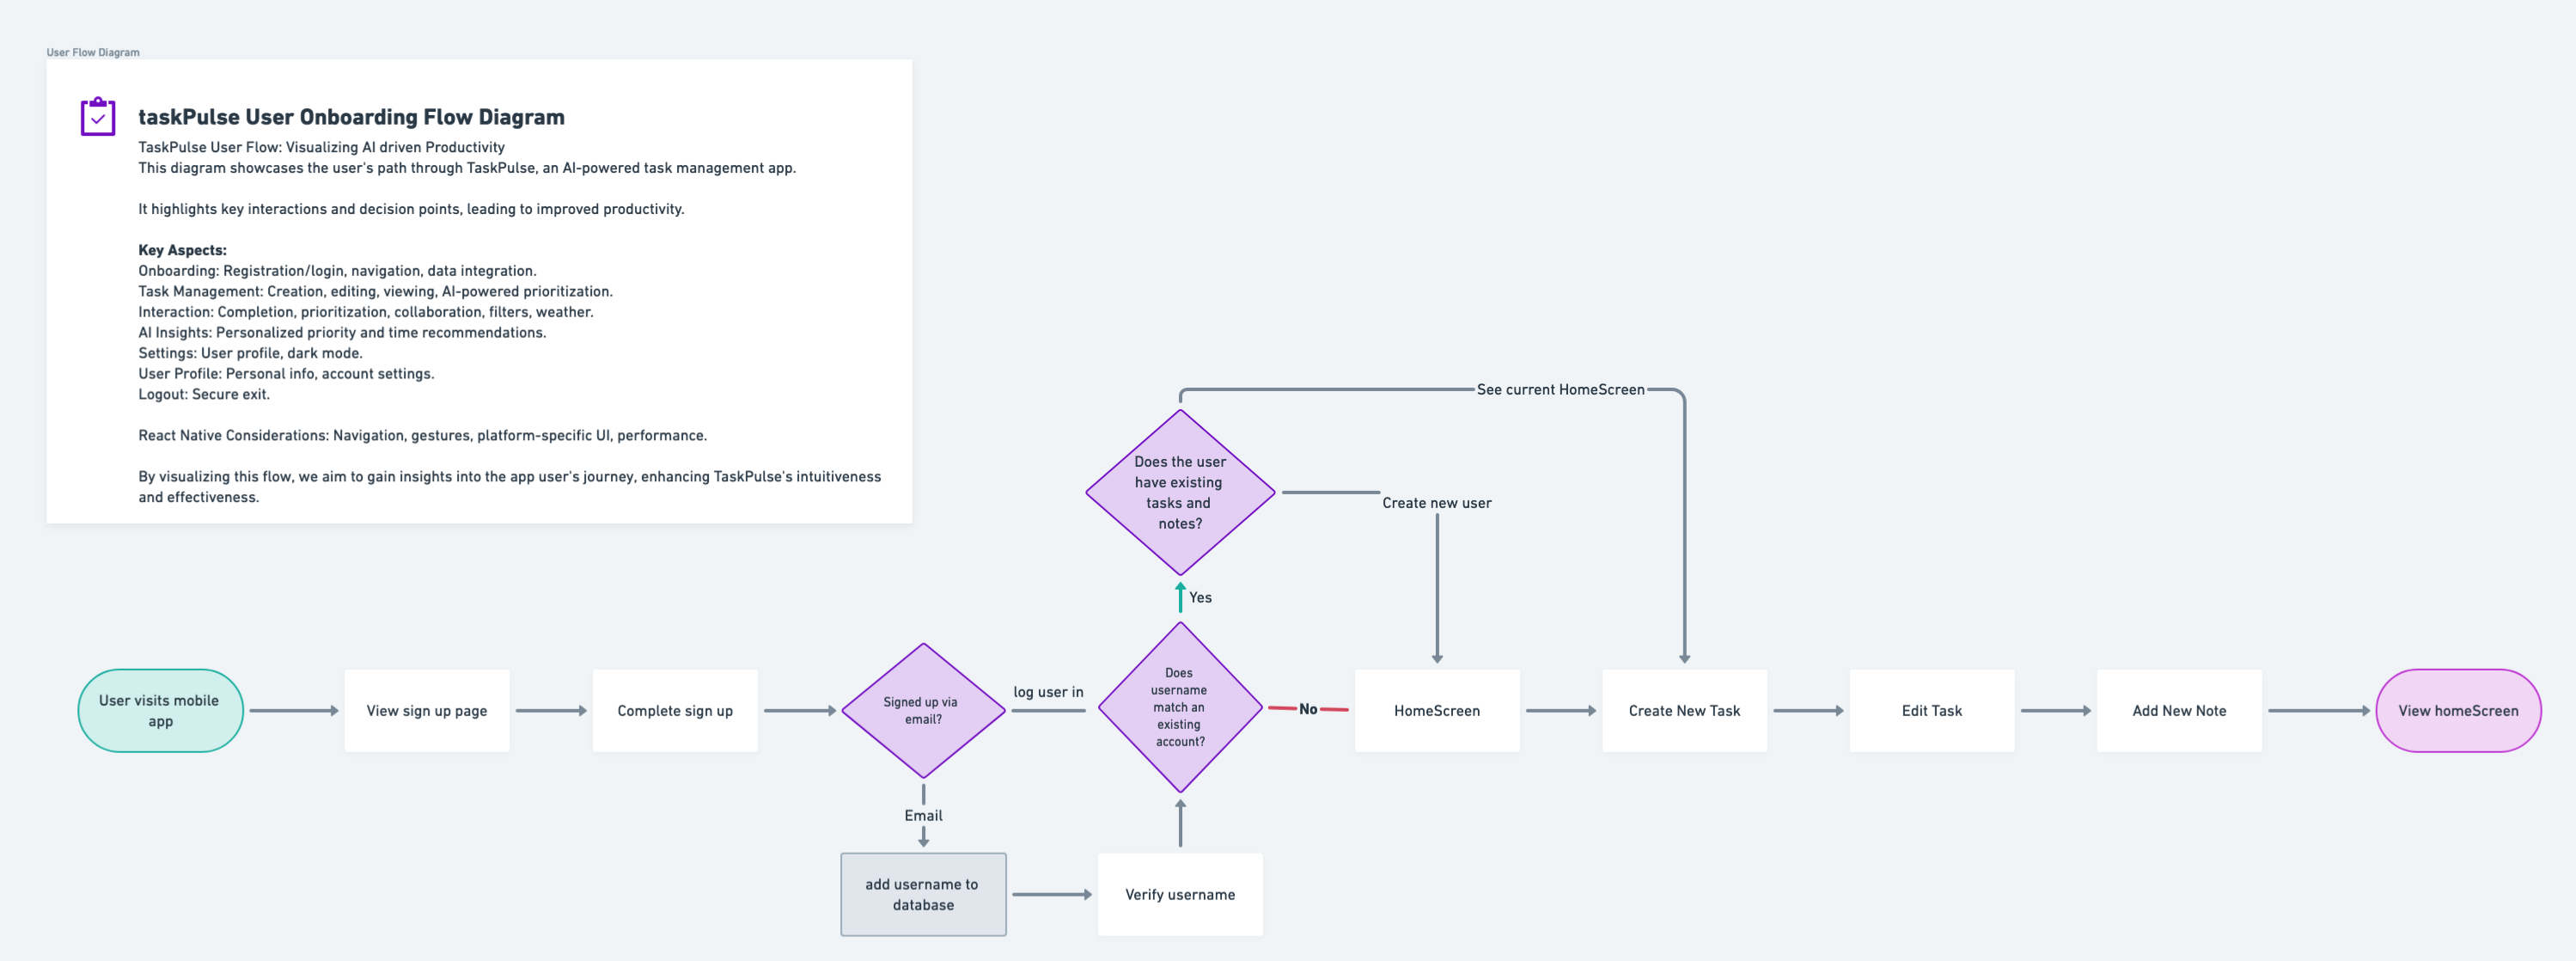 User Flow Diagram
taskPulse User Onboarding Flow Diagram
TaskPulse User Flow: Visualizing AI driven Productivity
This diagram showcases the user's path through TaskPulse, an AI-powered task management app.
It highlights key interactions and decision points, leading to improved productivity.
Key Aspects:
Onboarding: Registration/login, navigation, data integration.
Task Management: Creation, editing, viewing, AI-powered prioritization.
Interaction: Completion, prioritization, collaboration, filters, weather.
AI Insights: Personalized priority and time recommendations.
Settings: User profile, dark mode.
User Profile: Personal info, account settings.
Logout: Secure exit.
React Native Considerations: Navigation, gestures, platform-specific UI, performance.
By visualizing this flow, we aim to gain insights into the app user's journey, enhancing TaskPulse's intuitiveness
and effectiveness.
See current HomeScreen
Does the user
have existing
tasks and
notes?
Create new user
Yes
User visits mobile
app
View sign up page
Complete sign up
Signed up via
email?
log user in
Does
username
match an
existing
account?
No
HomeScreen
Create New Task
Edit Task
Add New Note
View homeScreen
Email
add username to
database
Verify username